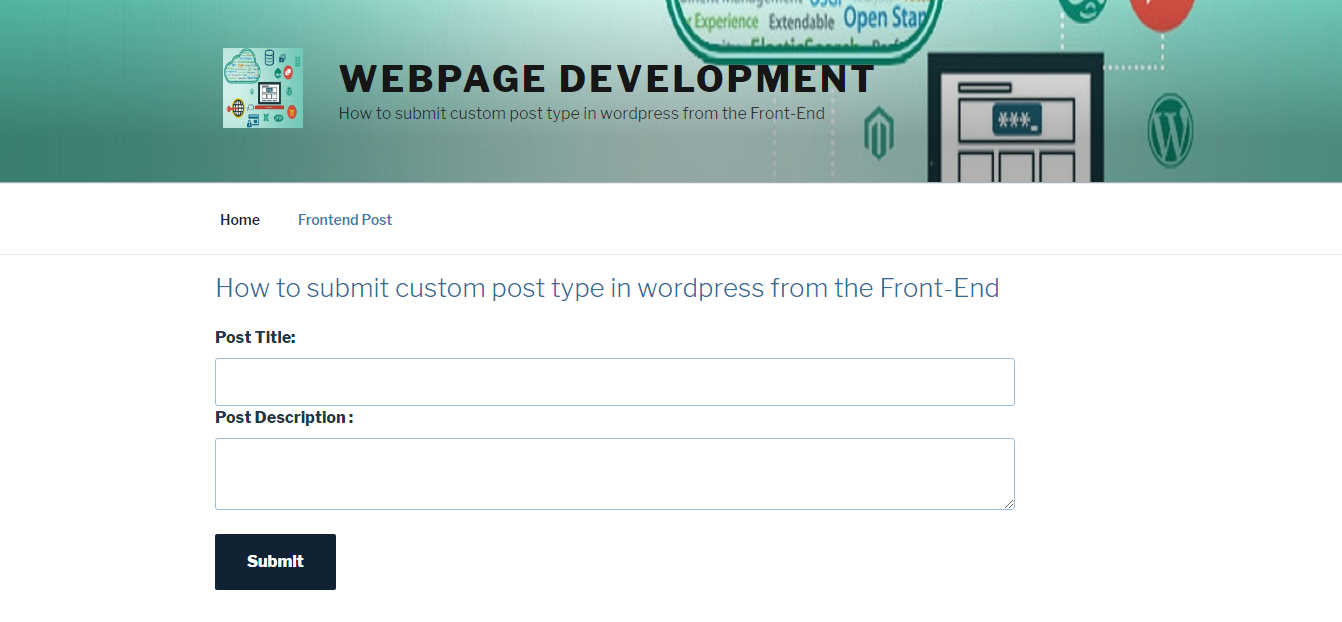 Experience Extendable Open
WEBPAGE DEVELOPMENT
How to submit custom post type in wordpress from the Front-End
***
Home Frontend Post
How to submit custom post type in wordpress from the Front-End
Post Title:
Post Description :
Submit